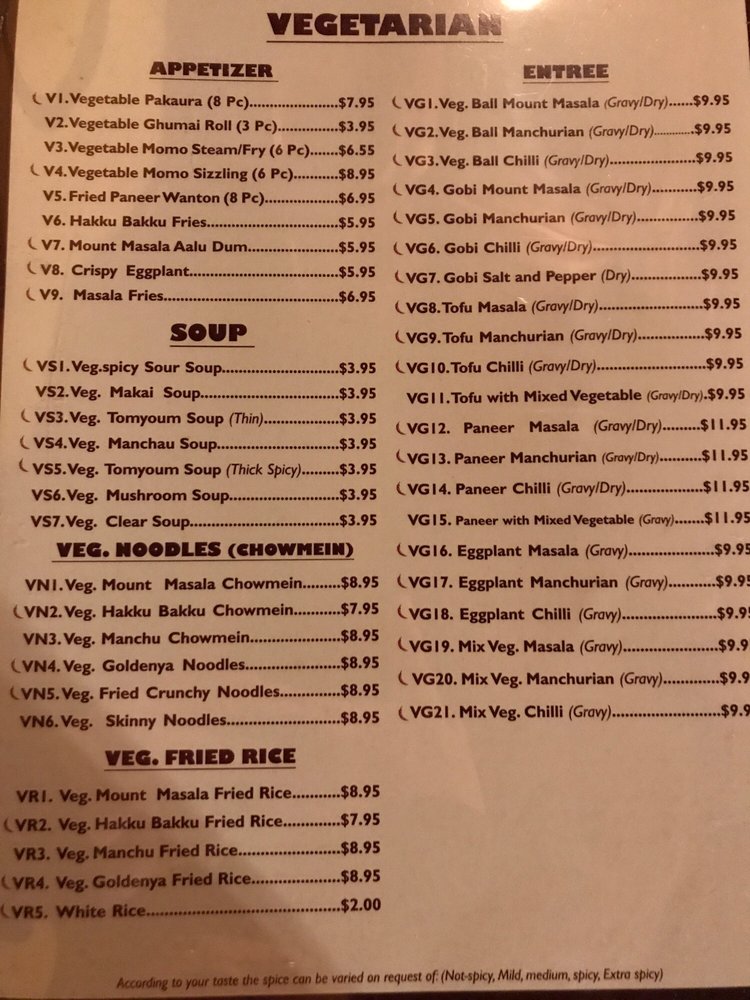 VEGETARIAN
APPETIZER
V1.Vegetable Pakaura (8 Pc)......................$7.95
V2.Vegetable Ghumai Roll (3 Pc)...............$3.95
V3.Vegetable Momo Steam/Fry (6 Pc).......$6.55
V4.Vegetable Momo Sizzling (6 Pc)...........$8.95
V5. Fried Paneer Wanton (8 Pc).................$6.95
V6. Hakku Bakku Fries................................$5.95
V7. Mount Masala Aalu Dum......................$5.95
V8. Crispy Eggplant....................................$5.95
V9. Masala Fries..........................................$6.95
SOUP
VS1.Veg.spicy Sour Soup............................$3.95
VS2.Veg. Makai Soup.................................$3.95
VS3.Veg. Tomyoum Soup (Thin)..................$3.95
VS4.Veg. Manchau Soup.............................$3.95
VS5.Veg. Tomyoum Soup (Thick Spicy).........$3.95
VS6.Veg. Mushroom Soup..........................$3.95
VS7.Veg. Clear Soup...................................$3.95
VEG. NOODLES (CHOWMEIN)
VN1.Veg. Mount Masala Chowmein.........$8.95
VN2.Veg. Hakku Bakku Chowmein...........$7.95
VN3.Veg. Manchu Chowmein.....................$8.95
VN4.Veg. Goldenya Noodles......................$8.95
VN5.Veg. Fried Crunchy Noodles..............$8.95
VN6.Veg. Skinny Noodles..........................$8.95
VEG. FRIED RICE
VR1. Veg. Mount Masala Fried Rice...........$8.95
VR2. Veg. Hakku Bakku Fried Rice.............$7.95
VR3. Veg. Manchu Fried Rice.......................$8.95
VR4. Veg. Goldenya Fried Rice....................$8.95
VR5. White Rice...........................................$2.00
ENTREE
VG1.Veg. Ball Mount Masala (Gravy/Dry)......$9.95
VG2.Veg. Ball Manchurian (Gravy/Dry)............$9.95
VG3.Veg. Ball Chilli (Gravy/Dry)....................$9.95
VG4. Gobi Mount Masala (Gravy/Dry)...........$9.95
VG5. Gobi Manchurian (Gravy/Dry)...............$9.95
VG6. Gobi Chilli (Gravy/Dry).........................$9.95
VG7. Gobi Salt and Pepper (Dry)................$9.95
VG8.Tofu Masala (Gravy/Dry)........................$9.95
VG9.Tofu Manchurian (Gravy/Dry).................$9.95
VG10.Tofu Chilli (Gravy/Dry).........................$9.95
VG11.Tofu with Mixed Vegetable (Gravy/Dry).$9.95
VG12. Paneer Masala (Gravy/Dry).........$11.95
VG13. Paneer Manchurian (Gravy/Dry)..........$11.95
VG14. Paneer Chilli (Gravy/Dry).................$11.95
VG15. Paneer with Mixed Vegetable (Gravy).......$11.95
VG16. Eggplant Masala (Gravy)...................$9.95
VG17. Eggplant Manchurian (Gravy)............$9.95
VG18. Eggplant Chilli (Gravy).....................$9.95
VG19. Mix Veg. Masala (Gravy)....................$9.9
VG20. Mix Veg. Manchurian (Gravy)............$9.9
VG21. Mix Veg. Chilli (Gravy).......................$9.9
According to your taste the spice can be varied on request of: (Not-spicy, Mild, medium, spicy, Extra spicy)